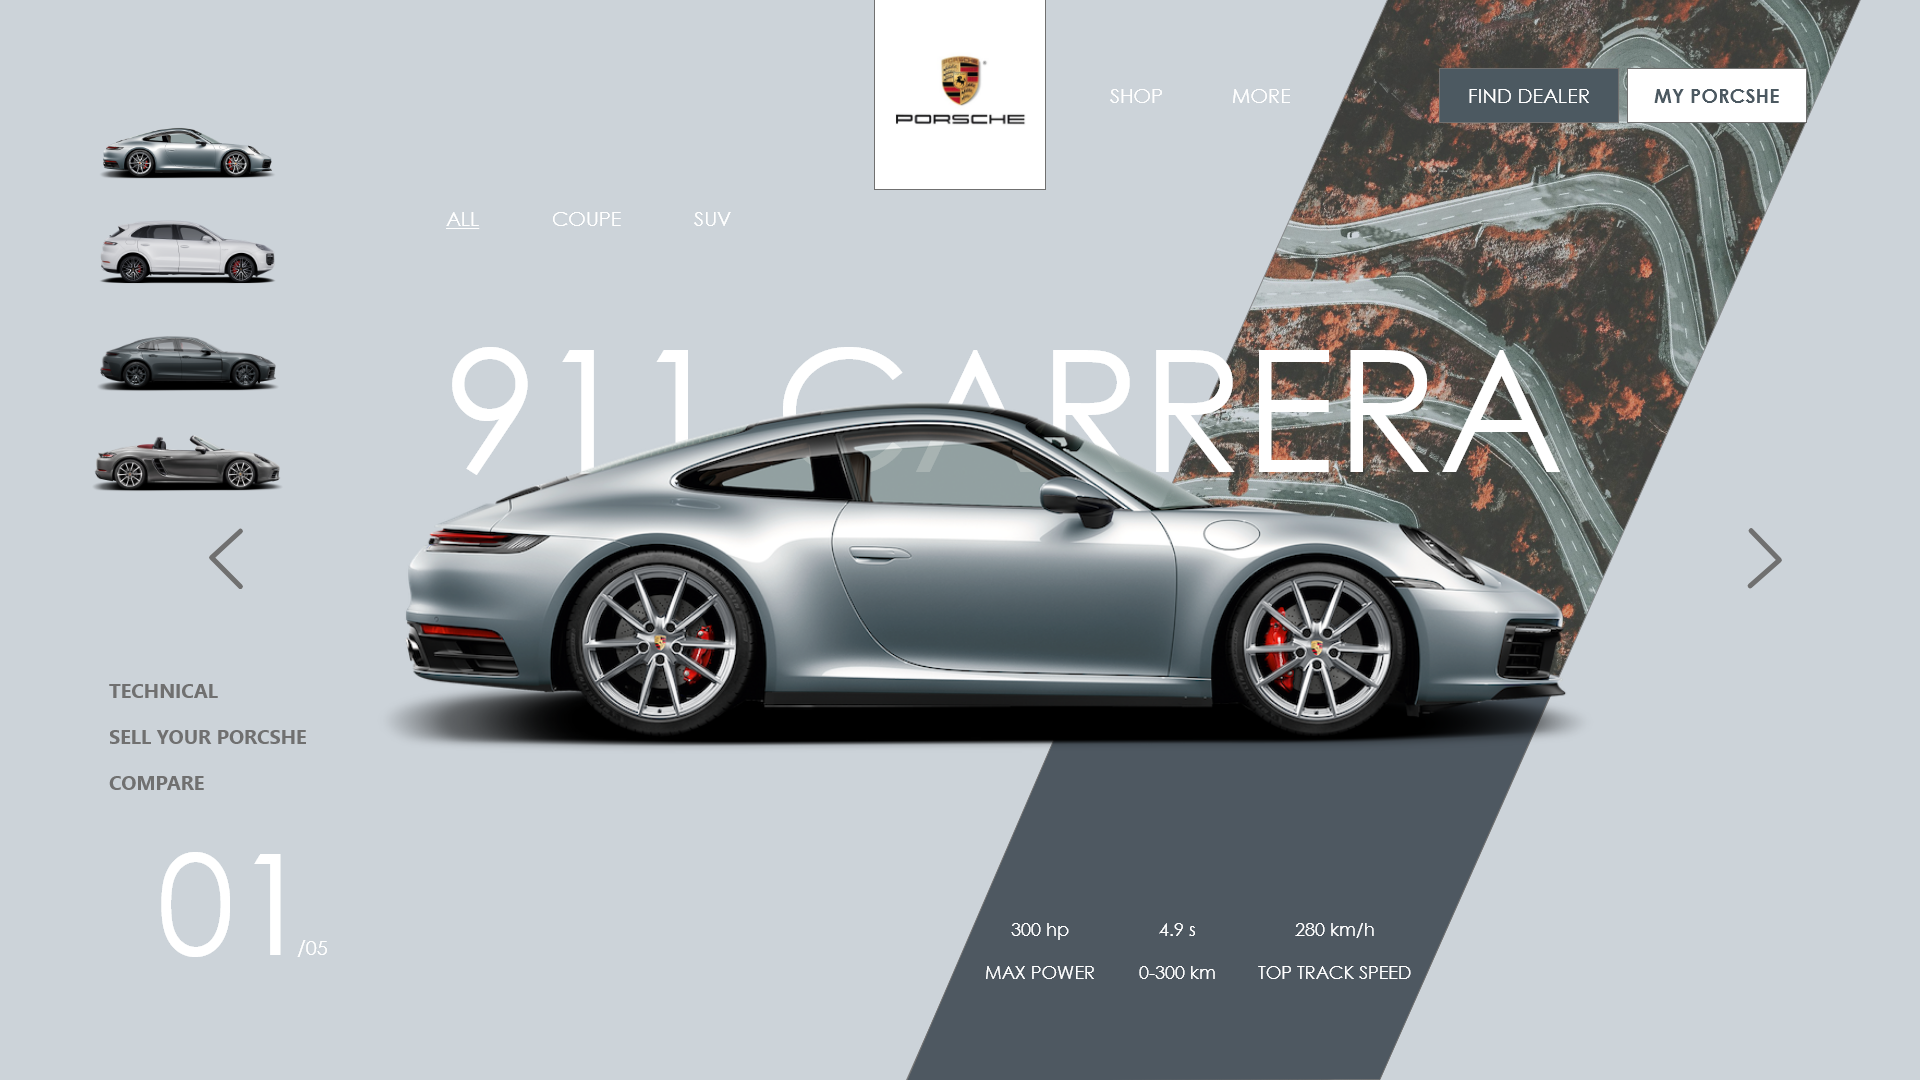 PORSCHE
SHOP
MORE
FIND DEALER
MY PORCSHE
ALL
COUPE
SUV
911 CARRERA
TECHNICAL
SELL YOUR PORCSHE
COMPARE
01
/05
300 hp
4.9 s
280 km/h
MAX POWER
0-300 km
TOP TRACK SPEED